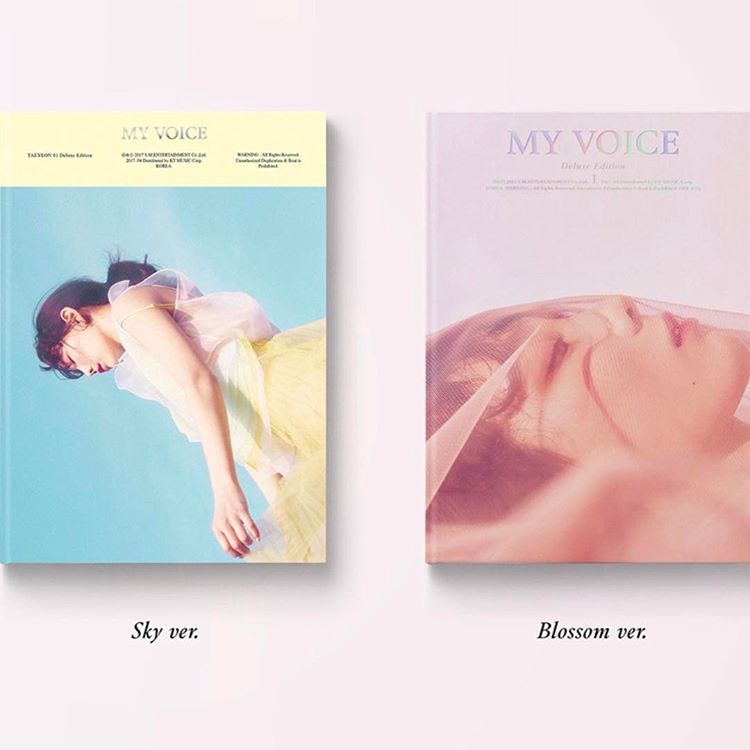 MY VOICE
TAEYEON 01 Deluxe Edition
℗&© 2017 S.M.ENTERTAINMENT Co.,Ltd.
2017. 04 Distributed by KT MUSIC Corp.
KOREA.
WARNING : All Rights Reserved.
Unauthorized Duplication & Rent is
Prohibited.
Sky ver.
MY VOICE
Deluxe Edition
Blossom ver.